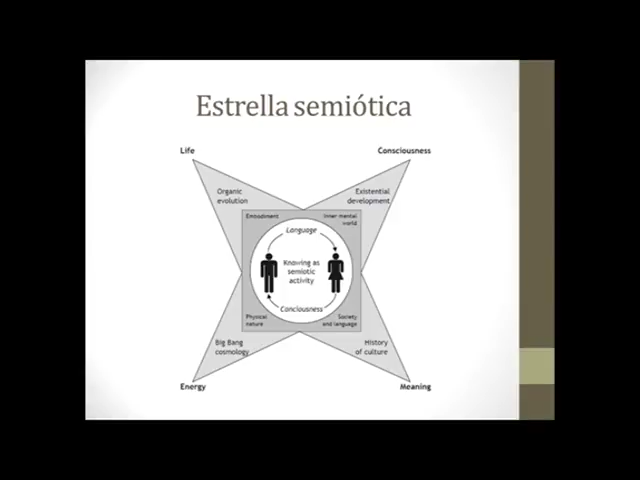 Estrella semiótica
Life
Consciousness
Organic
evolution
Existential
development
Embodiment
Inner mental
world
Language
Knowing as
semiotic
activity
Conciousness
Physical
nature
Society
and language
Big Bang
cosmology
History
of culture
Energy
Meaning